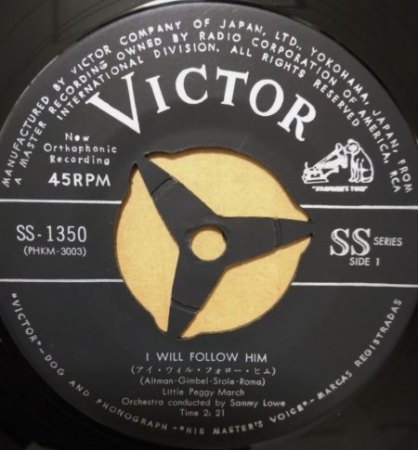 MANUFACTURED BY VICTOR COMPANY OF JAPAN, LTD., YOKOHAMA, JAPAN, FROM
A MASTER RECORDING OWNED BY RADIO CORPORATION OF AMERICA, RCA
INTERNATIONAL DIVISION. ALL RIGHTS RESERVED
VICTOR
New
Orthophonic
Recording
45RPM
"HIS MASTER'S VOICE"
SS-1350
(PHKM-3003)
SS SERIES
SIDE 1
I WILL FOLLOW HIM
(アイ・ウィル・フォロー・ヒム)
(Altman-Gimbel-Stole-Roma)
Little Peggy March
Orchestra conducted by Sammy Lowe
Time 2:21
"VICTOR"—DOG AND PHONOGRAPH—"HIS MASTER'S VOICE"—MARCAS REGISTRADAS